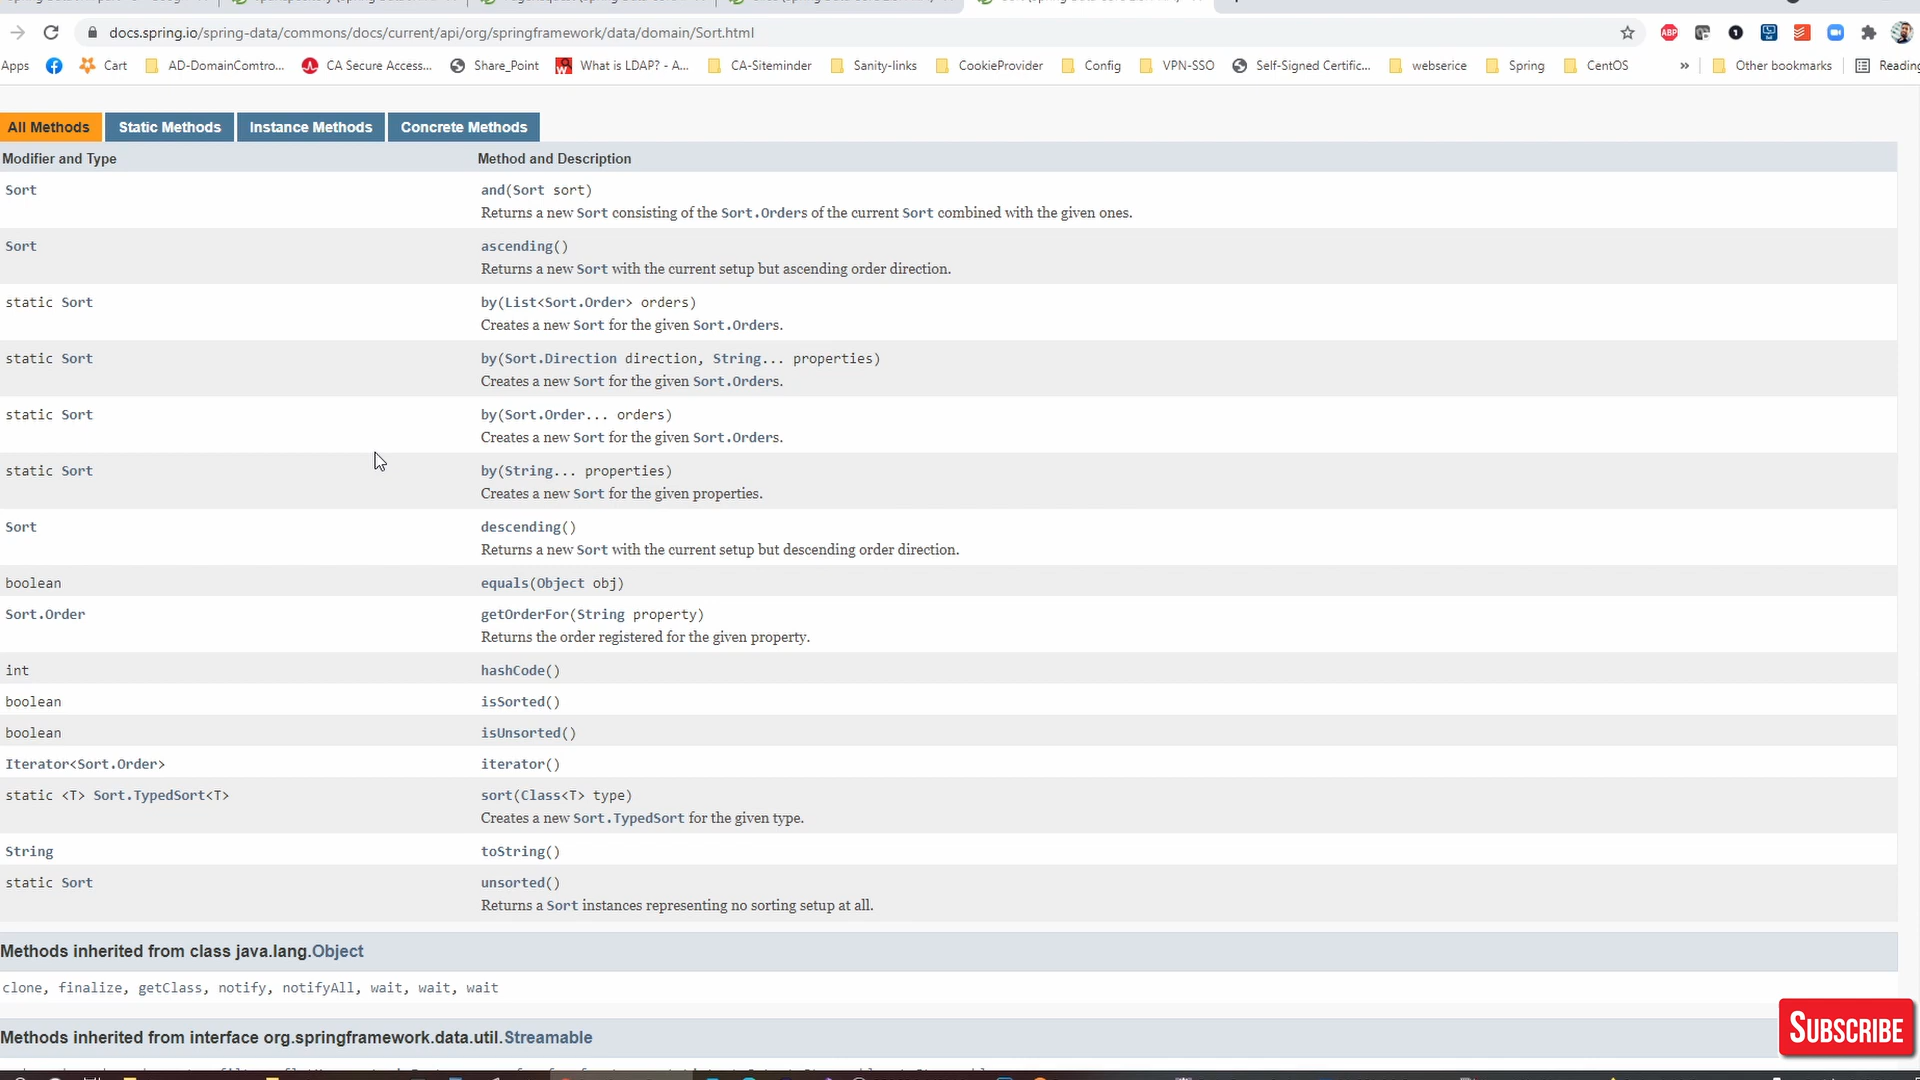 docs.spring.io/spring-data/commons/docs/current/api/org/springframework/data/domain/Sort.html
Apps Cart AD-DomainComtro... CA Secure Access... Share_Point What is LDAP? - A... CA-Siteminder Sanity-links CookieProvider Config VPN-SSO Self-Signed Certific... webserice Spring CentOS » Other bookmarks Reading
All Methods Static Methods Instance Methods Concrete Methods
Modifier and Type Method and Description
Sort and(Sort sort)
Returns a new Sort consisting of the Sort.Orders of the current Sort combined with the given ones.
Sort ascending()
Returns a new Sort with the current setup but ascending order direction.
static Sort by(List<Sort.Order> orders)
Creates a new Sort for the given Sort.Orders.
static Sort by(Sort.Direction direction, String... properties)
Creates a new Sort for the given Sort.Orders.
static Sort by(Sort.Order... orders)
Creates a new Sort for the given Sort.Orders.
static Sort by(String... properties)
Creates a new Sort for the given properties.
Sort descending()
Returns a new Sort with the current setup but descending order direction.
boolean equals(Object obj)
Sort.Order getOrderFor(String property)
Returns the order registered for the given property.
int hashCode()
boolean isSorted()
boolean isUnsorted()
Iterator<Sort.Order> iterator()
static <T> Sort.TypedSort<T> sort(Class<T> type)
Creates a new Sort.TypedSort for the given type.
String toString()
static Sort unsorted()
Returns a Sort instances representing no sorting setup at all.
Methods inherited from class java.lang.Object
clone, finalize, getClass, notify, notifyAll, wait, wait, wait
SUBSCRIBE
Methods inherited from interface org.springframework.data.util.Streamable